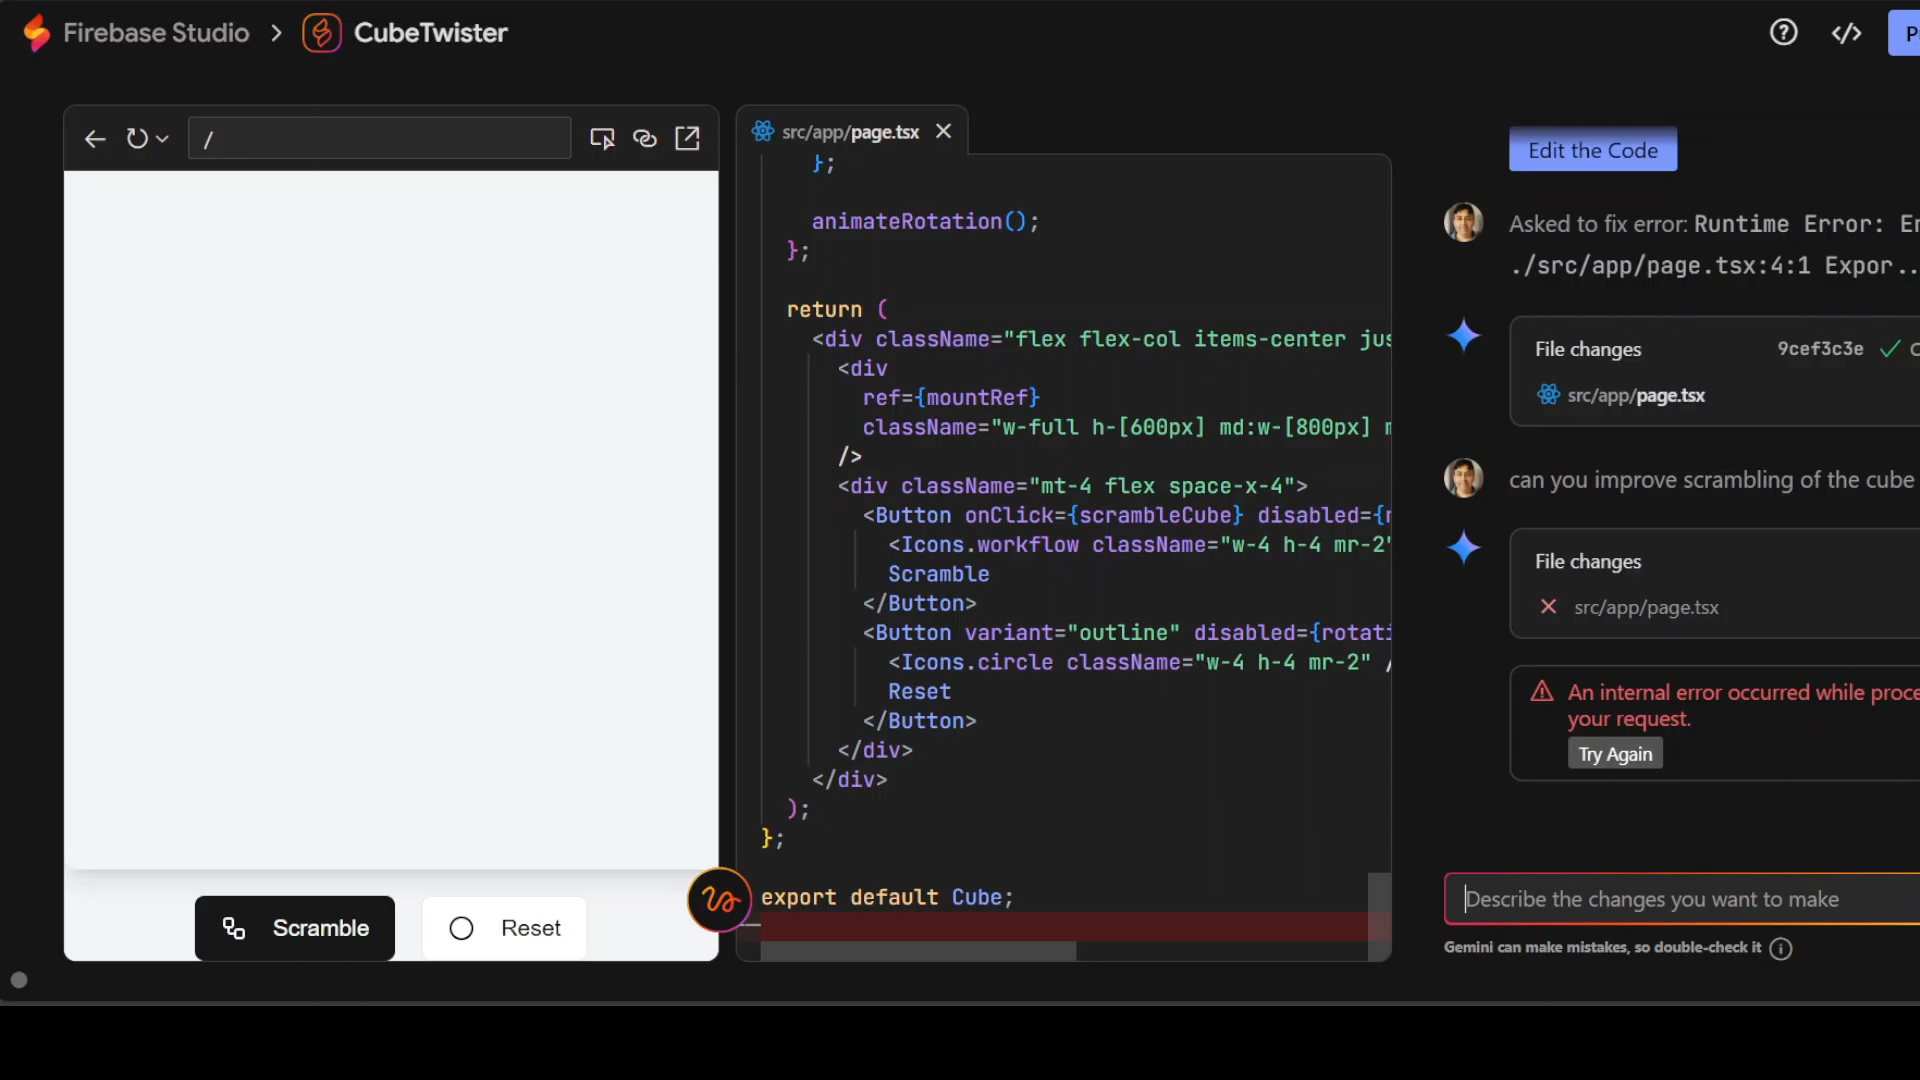 Firebase Studio > CubeTwister
/
src/app/page.tsx
};
animateRotation();
};
return (
<div className="flex flex-col items-center jus
<div
ref={mountRef}
className="w-full h-[600px] md:w-[800px] m
/>
<div className="mt-4 flex space-x-4">
<Button onClick={scrambleCube} disabled={r
<Icons.workflow className="w-4 h-4 mr-2"
Scramble
</Button>
<Button variant="outline" disabled={rotati
<Icons.circle className="w-4 h-4 mr-2" /
Reset
</Button>
</div>
</div>
);
};
export default Cube;
Scramble
Reset
Edit the Code
Asked to fix error: Runtime Error: Er
./src/app/page.tsx:4:1 Expor...
File changes 9cef3c3e
src/app/page.tsx
can you improve scrambling of the cube
File changes
src/app/page.tsx
An internal error occurred while proce
your request.
Try Again
Describe the changes you want to make
Gemini can make mistakes, so double-check it